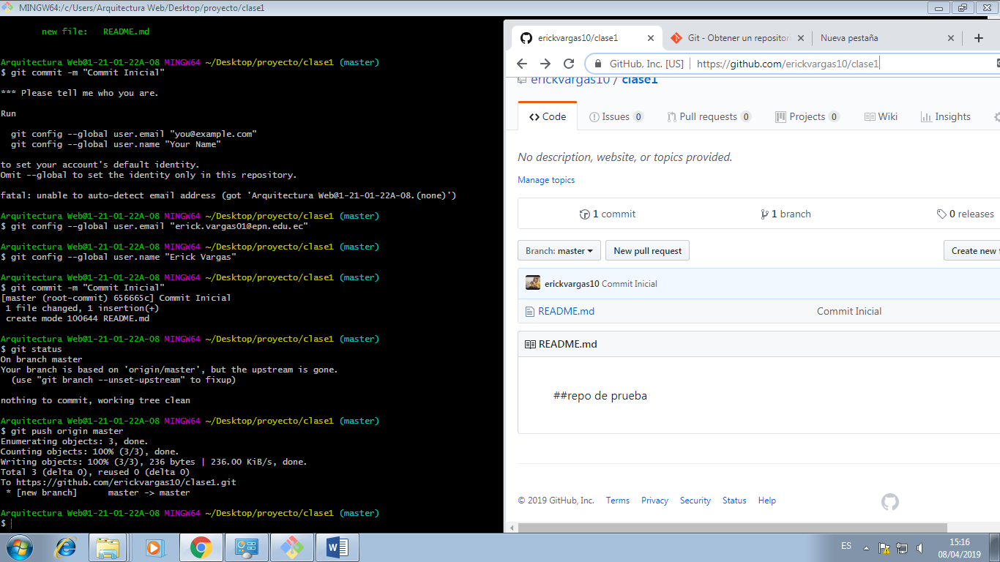 MINGW64:/c/Users/Arquitectura Web/Desktop/proyecto/clase1
new file:   README.md
Arquitectura Web@1-21-01-22A-08 MINGW64 ~/Desktop/proyecto/clase1 (master)
$ git commit -m "Commit Inicial"
*** Please tell me who you are.
Run
git config --global user.email "you@example.com"
git config --global user.name "Your Name"
to set your account's default identity.
Omit --global to set the identity only in this repository.
fatal: unable to auto-detect email address (got 'Arquitectura Web@1-21-01-22A-08.(none)')
Arquitectura Web@1-21-01-22A-08 MINGW64 ~/Desktop/proyecto/clase1 (master)
$ git config --global user.email "erick.vargas01@epn.edu.ec"
Arquitectura Web@1-21-01-22A-08 MINGW64 ~/Desktop/proyecto/clase1 (master)
$ git config --global user.name "Erick Vargas"
Arquitectura Web@1-21-01-22A-08 MINGW64 ~/Desktop/proyecto/clase1 (master)
$ git commit -m "Commit Inicial"
[master (root-commit) 656665c] Commit Inicial
1 file changed, 1 insertion(+)
create mode 100644 README.md
Arquitectura Web@1-21-01-22A-08 MINGW64 ~/Desktop/proyecto/clase1 (master)
$ git status
On branch master
Your branch is based on 'origin/master', but the upstream is gone.
(use "git branch --unset-upstream" to fixup)
nothing to commit, working tree clean
Arquitectura Web@1-21-01-22A-08 MINGW64 ~/Desktop/proyecto/clase1 (master)
$ git push origin master
Enumerating objects: 3, done.
Counting objects: 100% (3/3), done.
Writing objects: 100% (3/3), 236 bytes | 236.00 KiB/s, done.
Total 3 (delta 0), reused 0 (delta 0)
To https://github.com/erickvargas10/clase1.git
* [new branch]      master -> master
Arquitectura Web@1-21-01-22A-08 MINGW64 ~/Desktop/proyecto/clase1 (master)
$
erickvargas10/clase1
Git - Obtener un repositor
Nueva pestaña
GitHub, Inc. [US] https://github.com/erickvargas10/clase1
erickvargas10 / clase1
Code Issues 0 Pull requests 0 Projects 0 Wiki Insights
No description, website, or topics provided.
Manage topics
1 commit 1 branch 0 releases
Branch: master New pull request Create new
erickvargas10 Commit Inicial
README.md Commit Inicial
README.md
##repo de prueba
© 2019 GitHub, Inc. Terms Privacy Security Status Help
ES
15:16
08/04/2019